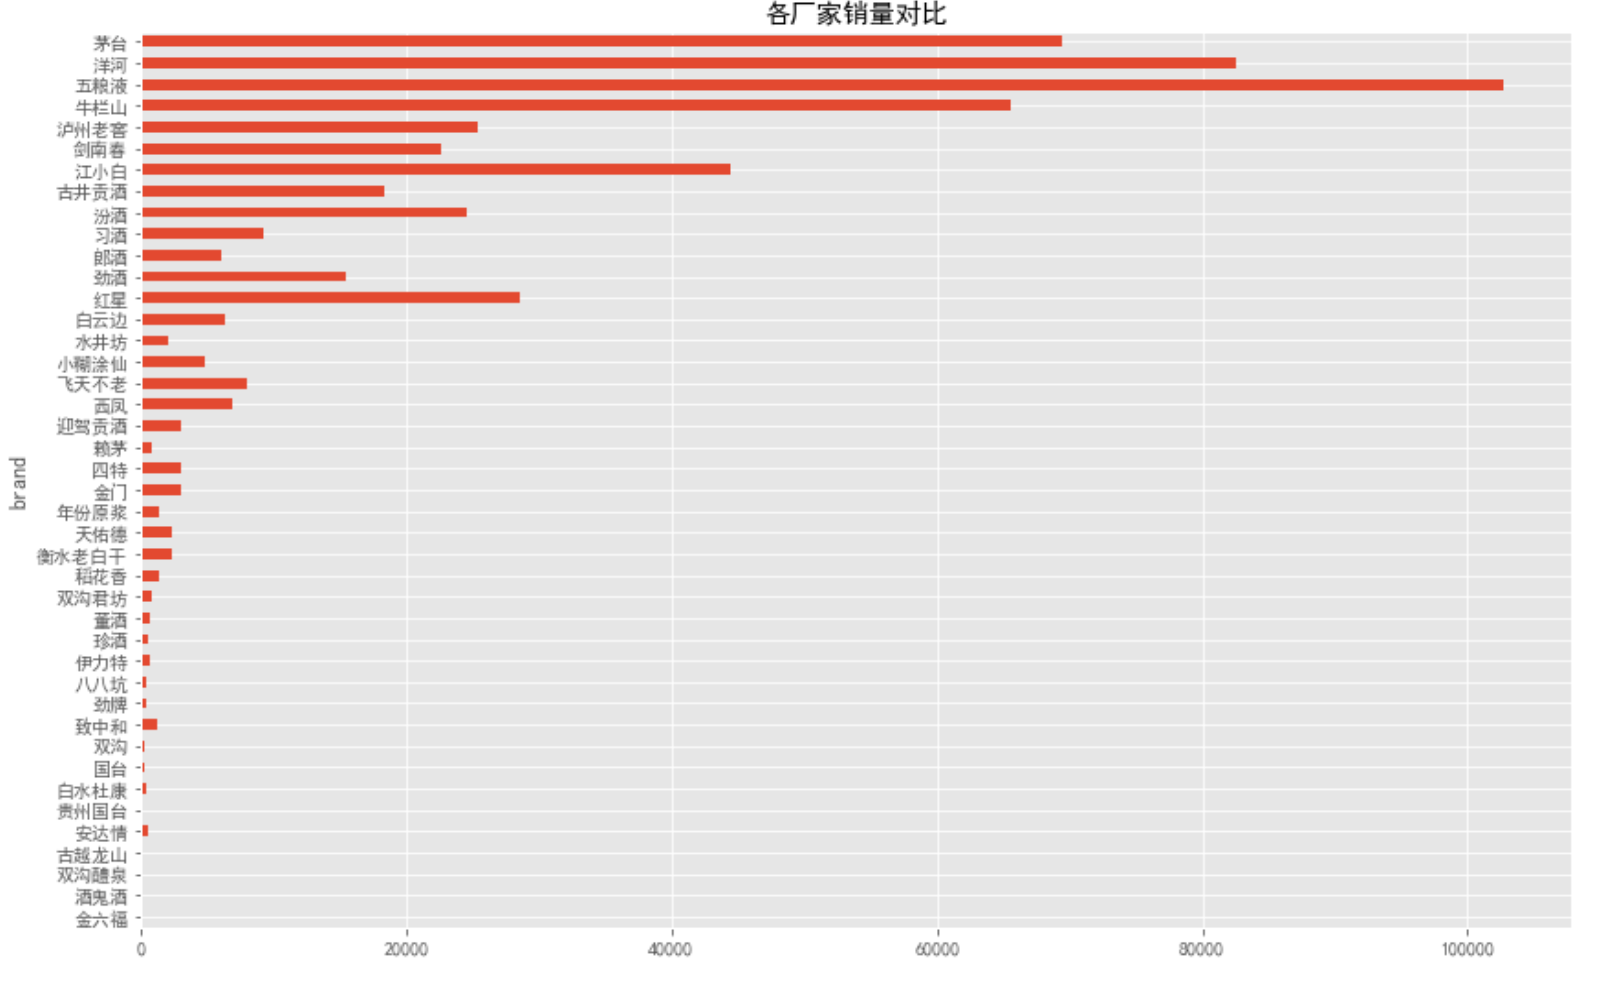 各厂家销量对比
茅台
洋河
五粮液
牛栏山
泸州老窖
剑南春
江小白
古井贡酒
汾酒
习酒
郎酒
劲酒
红星
白云边
水井坊
小糊涂仙
飞天不老
西凤
迎驾贡酒
赖茅
四特
金门
年份原浆
天佑德
衡水老白干
稻花香
双沟君坊
董酒
珍酒
伊力特
八八坑
劲牌
致中和
双沟
国台
白水杜康
贵州国台
安达情
古越龙山
双沟醴泉
酒鬼酒
金六福
brand
0 20000 40000 60000 80000 100000